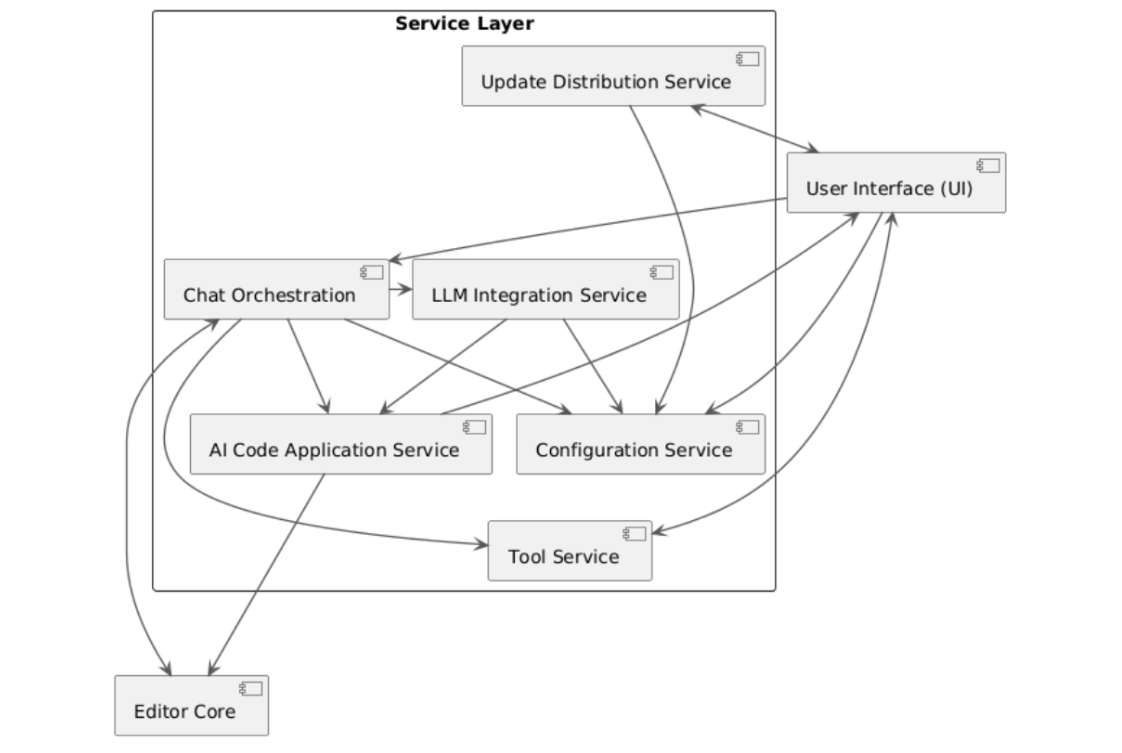 Service Layer
Update Distribution Service
User Interface (UI)
Chat Orchestration
LLM Integration Service
AI Code Application Service
Configuration Service
Tool Service
Editor Core